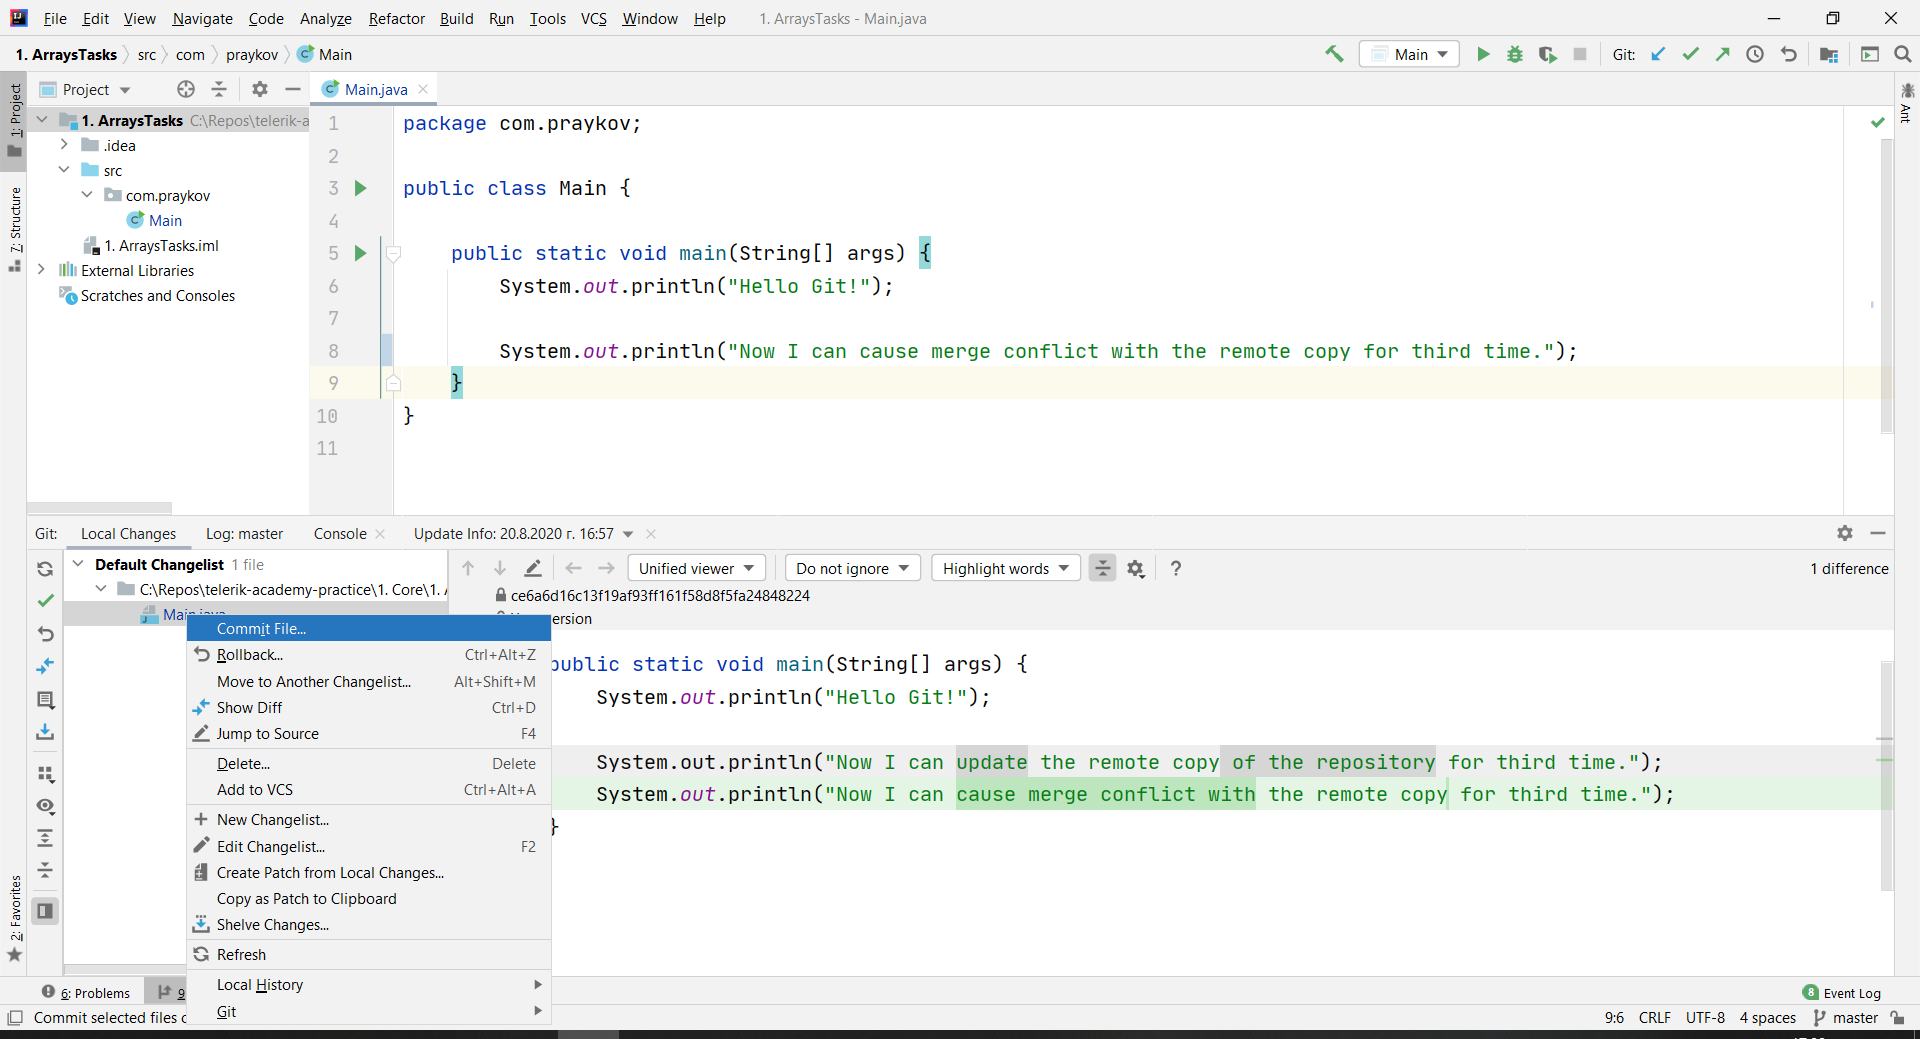 File Edit View Navigate Code Analyze Refactor Build Run Tools VCS Window Help 1. ArraysTasks - Main.java
1. ArraysTasks src com praykov Main
Main Git:
1: Project
7: Structure
2: Favorites
Ant
Project
Main.java
1. ArraysTasks C:\Repos\telerik-a
.idea
src
com.praykov
Main
1. ArraysTasks.iml
External Libraries
Scratches and Consoles
1 package com.praykov;
2
3 public class Main {
4
5 public static void main(String[] args) {
6 System.out.println("Hello Git!");
7
8 System.out.println("Now I can cause merge conflict with the remote copy for third time.");
9 }
10 }
11
Git: Local Changes Log: master Console Update Info: 20.8.2020 г. 16:57
Default Changelist 1 file
C:\Repos\telerik-academy-practice\1. Core\1. A
Main.java
Unified viewer Do not ignore Highlight words ? 1 difference
ce6a6d16c13f19af93ff161f58d8f5fa24848224
ersion
public static void main(String[] args) {
System.out.println("Hello Git!");
System.out.println("Now I can update the remote copy of the repository for third time.");
System.out.println("Now I can cause merge conflict with the remote copy for third time.");
}
Commit File...
Rollback... Ctrl+Alt+Z
Move to Another Changelist... Alt+Shift+M
Show Diff Ctrl+D
Jump to Source F4
Delete... Delete
Add to VCS Ctrl+Alt+A
New Changelist...
Edit Changelist... F2
Create Patch from Local Changes...
Copy as Patch to Clipboard
Shelve Changes...
Refresh
Local History
Git
6: Problems 9
8 Event Log
Commit selected files
9:6 CRLF UTF-8 4 spaces master